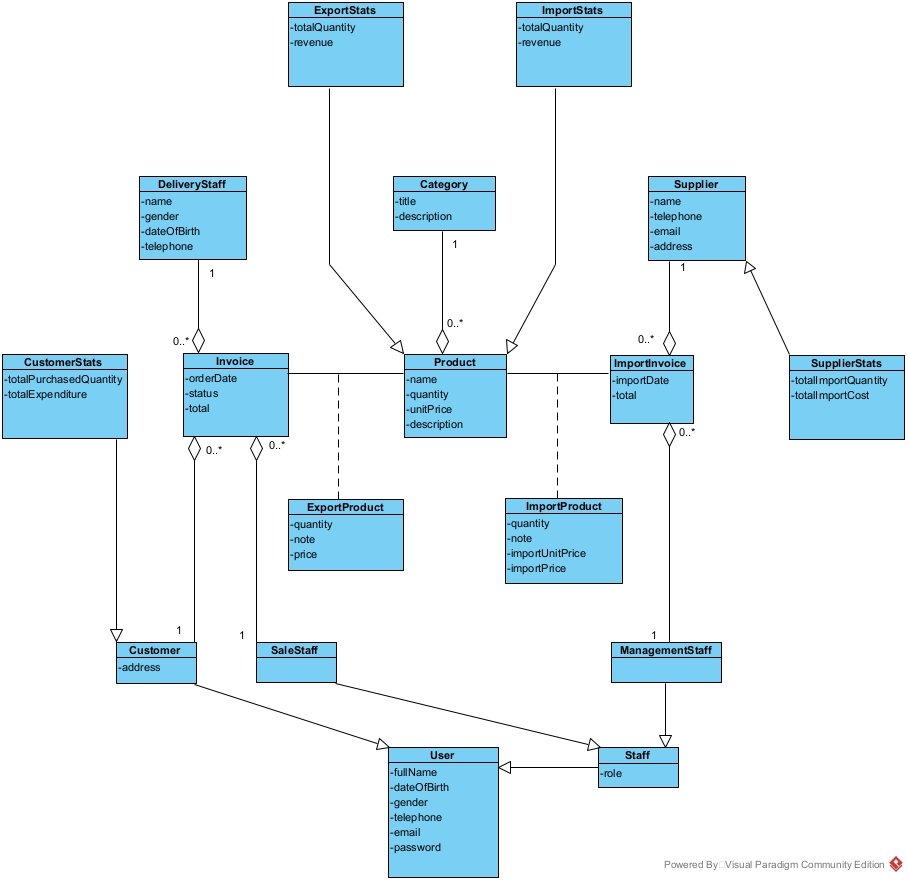 ExportStats
-totalQuantity
-revenue
ImportStats
-totalQuantity
-revenue
DeliveryStaff
-name
-gender
-dateOfBirth
-telephone
Category
-title
-description
Supplier
-name
-telephone
-email
-address
1
1
1
0..*
0..*
0..*
CustomerStats
-totalPurchasedQuantity
-totalExpenditure
Invoice
-orderDate
-status
-total
Product
-name
-quantity
-unitPrice
-description
ImportInvoice
-importDate
-total
SupplierStats
-totalImportQuantity
-totalImportCost
0..*
0..*
0..*
ExportProduct
-quantity
-note
-price
ImportProduct
-quantity
-note
-importUnitPrice
-importPrice
1
1
1
Customer
-address
SaleStaff
ManagementStaff
User
-fullName
-dateOfBirth
-gender
-telephone
-email
-password
Staff
-role
Powered By Visual Paradigm Community Edition